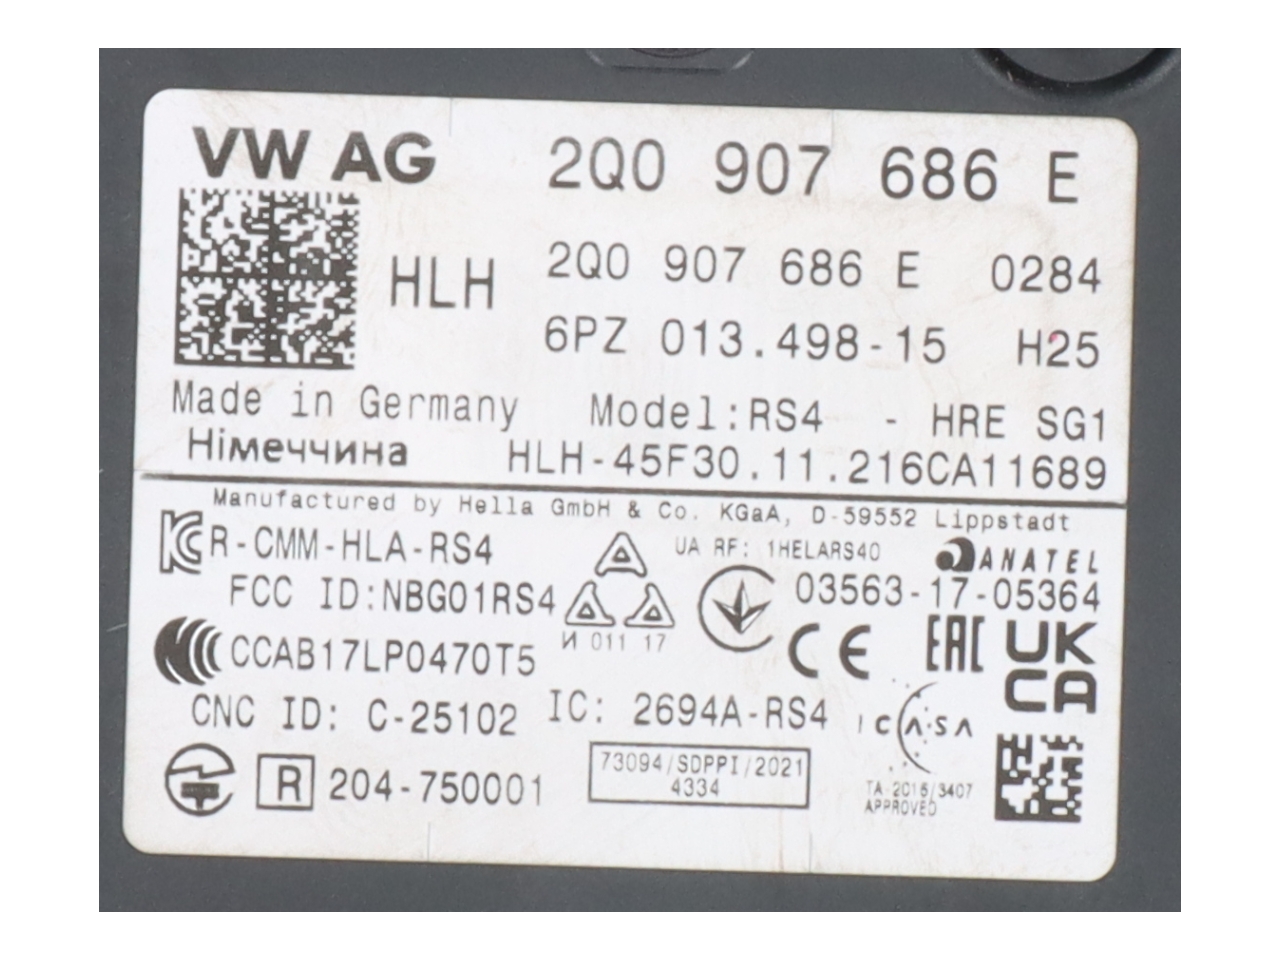 VW AG 2Q0 907 686 E
HLH 2Q0 907 686 E 0284
6PZ 013.498-15 H25
Made in Germany Model:RS4 - HRE SG1
Німеччина HLH-45F30.11.216CA11689
Manufactured by Hella GmbH & Co. KGaA, D-59552 Lippstadt
R-CMM-HLA-RS4 UA RF: 1HELARS40 ANATEL
FCC ID:NBG01RS4 03563-17-05364
И 011 17
CCAB17LP0470T5 CE EAC UK CA
CNC ID: C-25102 IC: 2694A-RS4 ICASA
R 204-750001 73094/SDPPI/2021
4334
TA-2016/3407
APPROVED